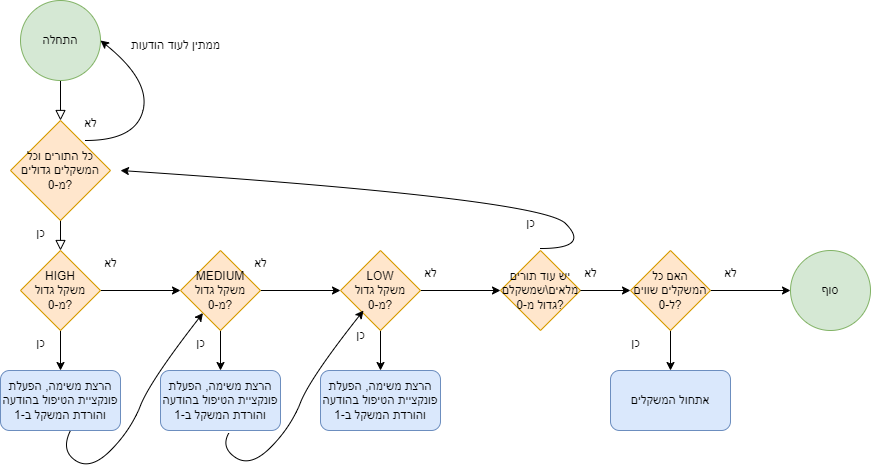 התחלה
ממתין לעוד הודעות
לא
כל התורים וכל
המשקלים גדולים
מ-0?
כן
כן
HIGH
משקל גדול
מ-0?
לא
MEDIUM
משקל גדול
מ-0?
לא
LOW
משקל גדול
מ-0?
לא
יש עוד תורים
מלאים\שמשקלם
גדול מ-0?
לא
האם כל
המשקלים שווים
ל-0?
לא
סוף
כן
כן
כן
כן
הרצת משימה, הפעלת
פונקציית הטיפול בהודעה
והורדת המשקל ב-1
הרצת משימה, הפעלת
פונקציית הטיפול בהודעה
והורדת המשקל ב-1
הרצת משימה, הפעלת
פונקציית הטיפול בהודעה
והורדת המשקל ב-1
אתחול המשקלים